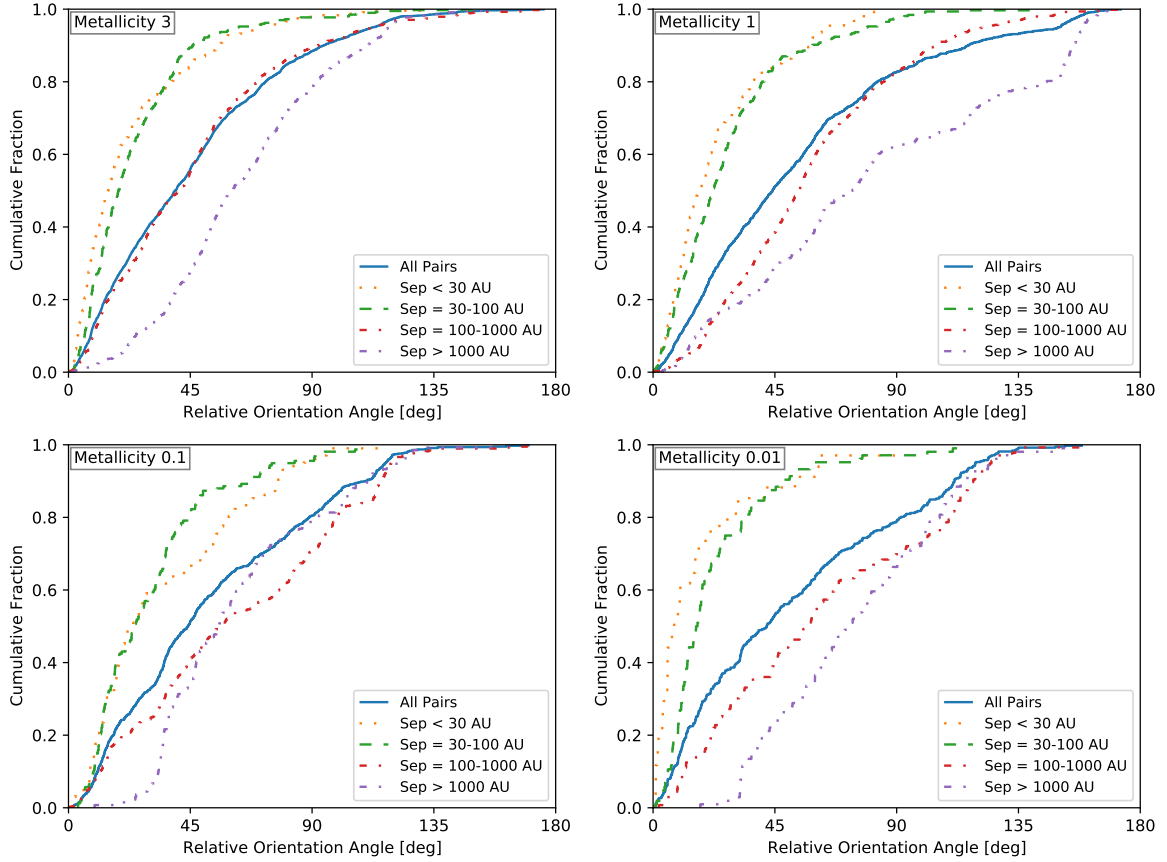 Metallicity 3
1.0
0.8
0.6
0.4
0.2
0.0
Cumulative Fraction
All Pairs
Sep < 30 AU
Sep = 30-100 AU
Sep = 100-1000 AU
Sep > 1000 AU
0 45 90 135 180
Relative Orientation Angle [deg]
Metallicity 1
1.0
0.8
0.6
0.4
0.2
0.0
Cumulative Fraction
All Pairs
Sep < 30 AU
Sep = 30-100 AU
Sep = 100-1000 AU
Sep > 1000 AU
0 45 90 135 180
Relative Orientation Angle [deg]
Metallicity 0.1
1.0
0.8
0.6
0.4
0.2
0.0
Cumulative Fraction
All Pairs
Sep < 30 AU
Sep = 30-100 AU
Sep = 100-1000 AU
Sep > 1000 AU
0 45 90 135 180
Relative Orientation Angle [deg]
Metallicity 0.01
1.0
0.8
0.6
0.4
0.2
0.0
Cumulative Fraction
All Pairs
Sep < 30 AU
Sep = 30-100 AU
Sep = 100-1000 AU
Sep > 1000 AU
0 45 90 135 180
Relative Orientation Angle [deg]